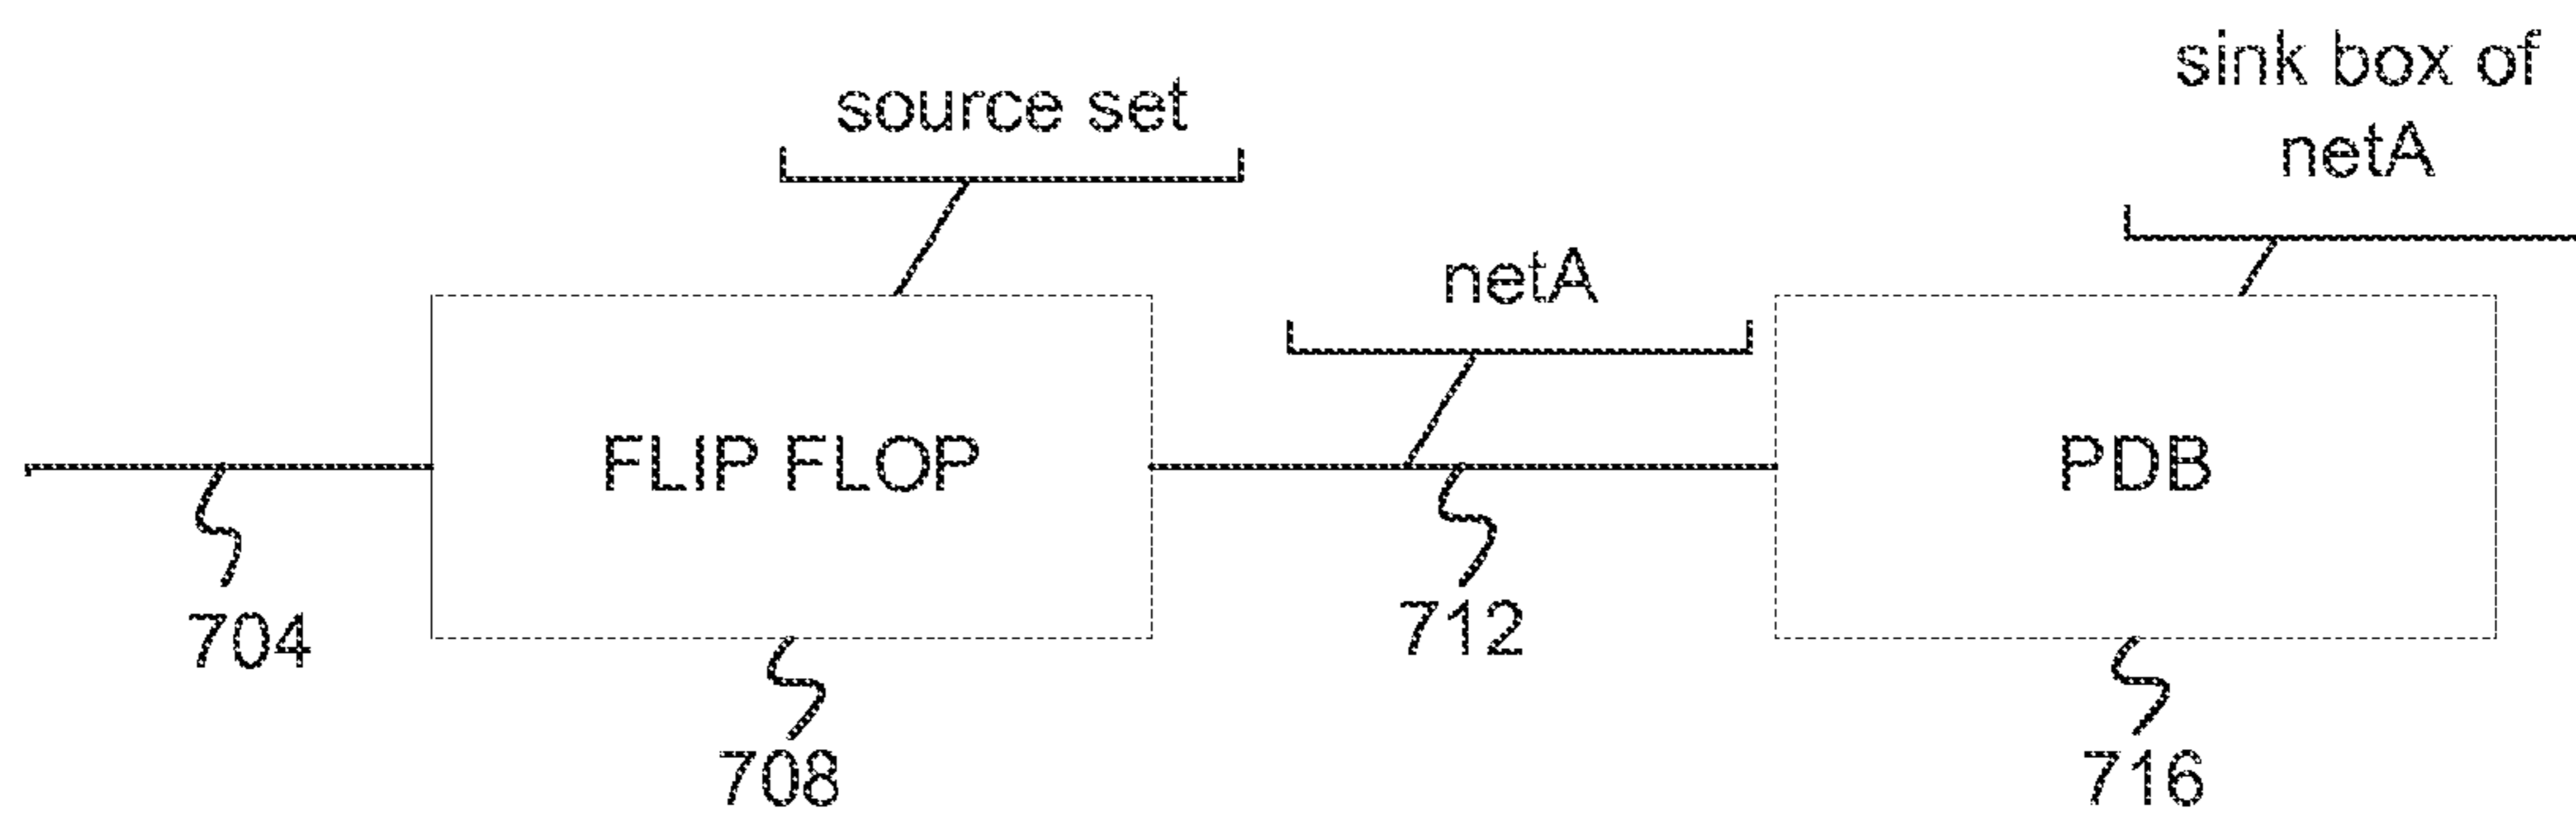 source set
sink box of
netA
netA
FLIP FLOP
PDB
704
712
708
716